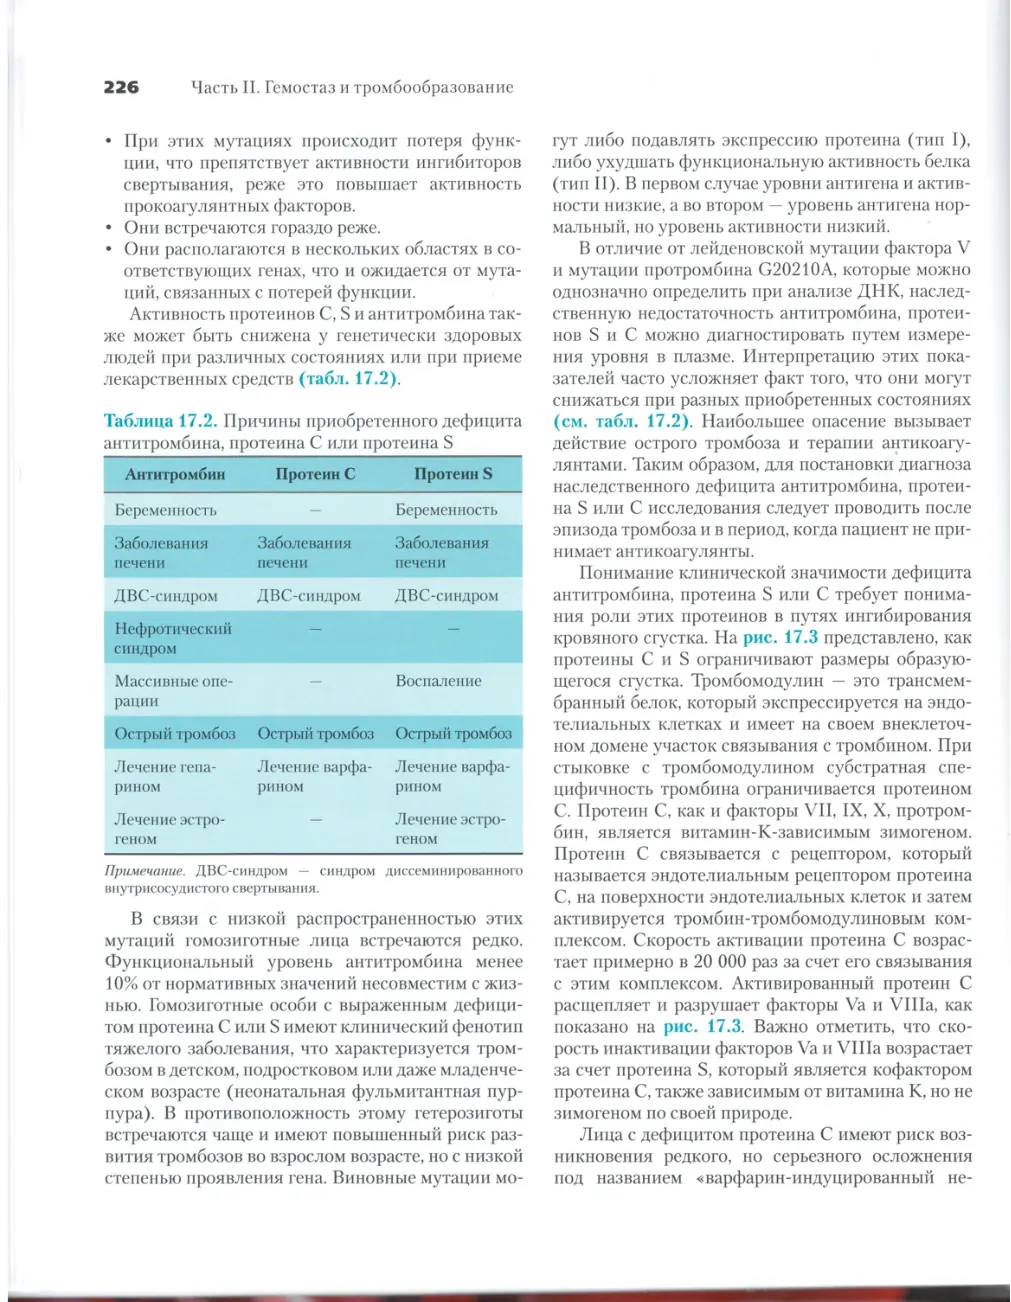 226 Часть II. Гемостаз и тромбообразование
• При этих мутациях происходит потеря функ-
ции, что препятствует активности ингибиторов
свертывания, реже это повышает активность
прокоагулянтных факторов.
• Они встречаются гораздо реже.
• Они располагаются в нескольких областях в со-
ответствующих генах, что и ожидается от мута-
ций, связанных с потерей функции.
Активность протеинов C, S и антитромбина так-
же может быть снижена у генетически здоровых
людей при различных состояниях или при приеме
лекарственных средств (табл. 17.2).
Таблица 17.2. Причины приобретенного дефицита
антитромбина, протеина C или протеина S
Антитромбин Протеин C Протеин S
Беременность — Беременность
Заболевания Заболевания Заболевания
печени печени печени
ДВС-синдром ДВС-синдром ДВС-синдром
Нефротический — —
синдром
Массивные опе- — Воспаление
рации
Острый тромбоз Острый тромбоз Острый тромбоз
Лечение гепа- Лечение варфа- Лечение варфа-
рином рином рином
Лечение эстро- — Лечение эстро-
геном геном
Примечание. ДВС-синдром — синдром диссеминированного
внутрисосудистого свертывания.
В связи с низкой распространенностью этих
мутаций гомозиготные лица встречаются редко.
Функциональный уровень антитромбина менее
10% от нормативных значений несовместим с жиз-
нью. Гомозиготные особи с выраженным дефици-
том протеина C или S имеют клинический фенотип
тяжелого заболевания, что характеризуется тром-
бозом в детском, подростковом или даже младенче-
ском возрасте (неонатальная фульмитантная пур-
пура). В противоположность этому гетерозиготы
встречаются чаще и имеют повышенный риск раз-
вития тромбозов во взрослом возрасте, но с низкой
степенью проявления гена. Виновные мутации мо-
гут либо подавлять экспрессию протеина (тип I),
либо ухудшать функциональную активность белка
(тип II). В первом случае уровни антигена и актив-
ности низкие, а во втором — уровень антигена нор-
мальный, но уровень активности низкий.
В отличие от лейденовской мутации фактора V
и мутации протромбина G20210A, которые можно
однозначно определить при анализе ДНК, наслед-
ственную недостаточность антитромбина, протеи-
нов S и C можно диагностировать путем измере-
ния уровня в плазме. Интерпретацию этих пока-
зателей часто усложняет факт того, что они могут
снижаться при разных приобретенных состояниях
(см. табл. 17.2). Наибольшее опасение вызывает
действие острого тромбоза и терапии антикоагу-
лянтами. Таким образом, для постановки диагноза
наследственного дефицита антитромбина, протеи-
на S или C исследования следует проводить после
эпизода тромбоза и в период, когда пациент не при-
нимает антикоагулянты.
Понимание клинической значимости дефицита
антитромбина, протеина S или C требует понима-
ния роли этих протеинов в путях ингибирования
кровяного сгустка. На рис. 17.3 представлено, как
протеины C и S ограничивают размеры образую-
щегося сгустка. Тромбомодулин — это трансмем-
бранный белок, который экспрессируется на эндо-
телиальных клетках и имеет на своем внеклеточ-
ном домене участок связывания с тромбином. При
стыковке с тромбомодулином субстратная спе-
цифичность тромбина ограничивается протеином
C. Протеин C, как и факторы VII, IX, X, протром-
бин, является витамин-К-зависимым зимогеном.
Протеин C связывается с рецептором, который
называется эндотелиальным рецептором протеина
C, на поверхности эндотелиальных клеток и затем
активируется тромбин-тромбомодулиновым ком-
плексом. Скорость активации протеина C возрас-
тает примерно в 20 000 раз за счет его связывания
с этим комплексом. Активированный протеин C
расщепляет и разрушает факторы Va и VIIIa, как
показано на рис. 17.3. Важно отметить, что ско-
рость инактивации факторов Va и VIIIa возрастает
за счет протеина S, который является кофактором
протеина C, также зависимым от витамина К, но не
зимогеном по своей природе.
Лица с дефицитом протеина C имеют риск воз-
никновения редкого, но серьезного осложнения
под названием «варфарин-индуцированный не-